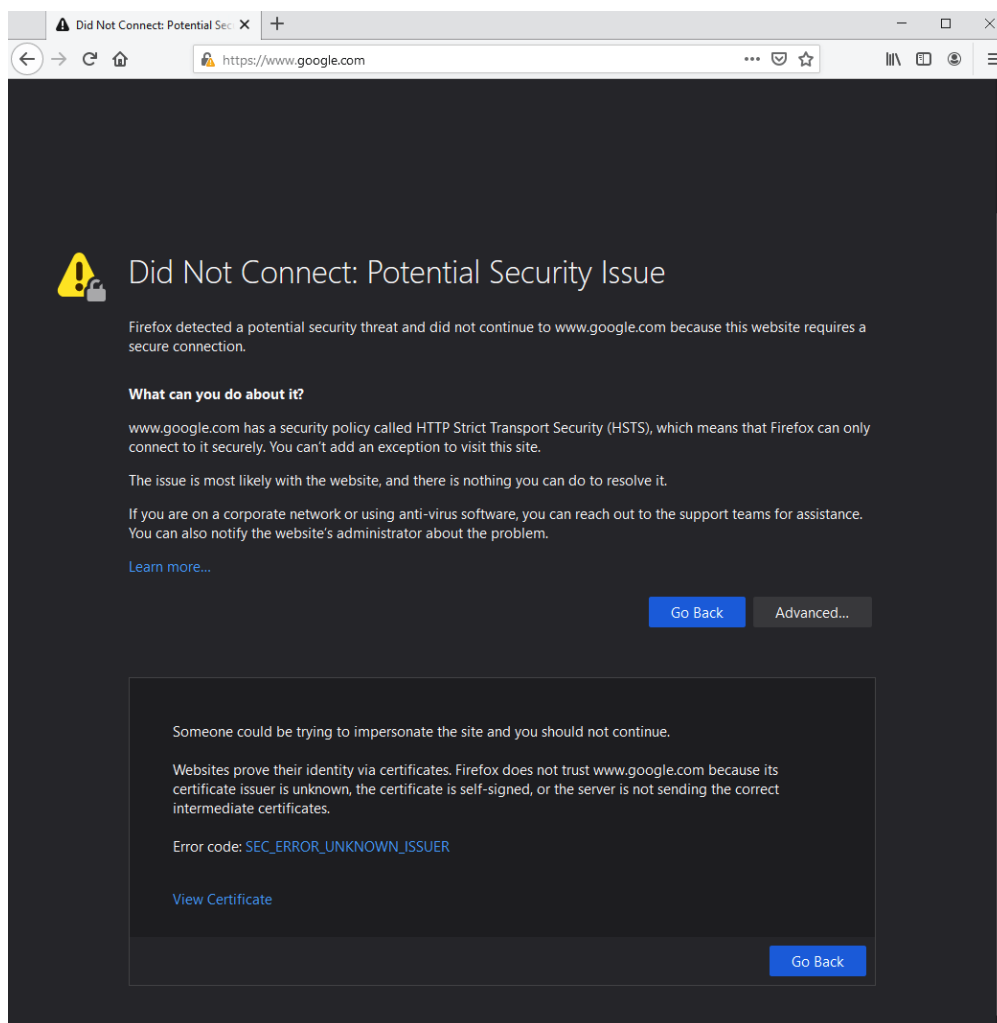 Did Not Connect: Potential Sec
https://www.google.com
Did Not Connect: Potential Security Issue
Firefox detected a potential security threat and did not continue to www.google.com because this website requires a
secure connection.
What can you do about it?
www.google.com has a security policy called HTTP Strict Transport Security (HSTS), which means that Firefox can only
connect to it securely. You can’t add an exception to visit this site.
The issue is most likely with the website, and there is nothing you can do to resolve it.
If you are on a corporate network or using anti-virus software, you can reach out to the support teams for assistance.
You can also notify the website’s administrator about the problem.
Learn more...
Go Back
Advanced...
Someone could be trying to impersonate the site and you should not continue.
Websites prove their identity via certificates. Firefox does not trust www.google.com because its
certificate issuer is unknown, the certificate is self-signed, or the server is not sending the correct
intermediate certificates.
Error code: SEC_ERROR_UNKNOWN_ISSUER
View Certificate
Go Back